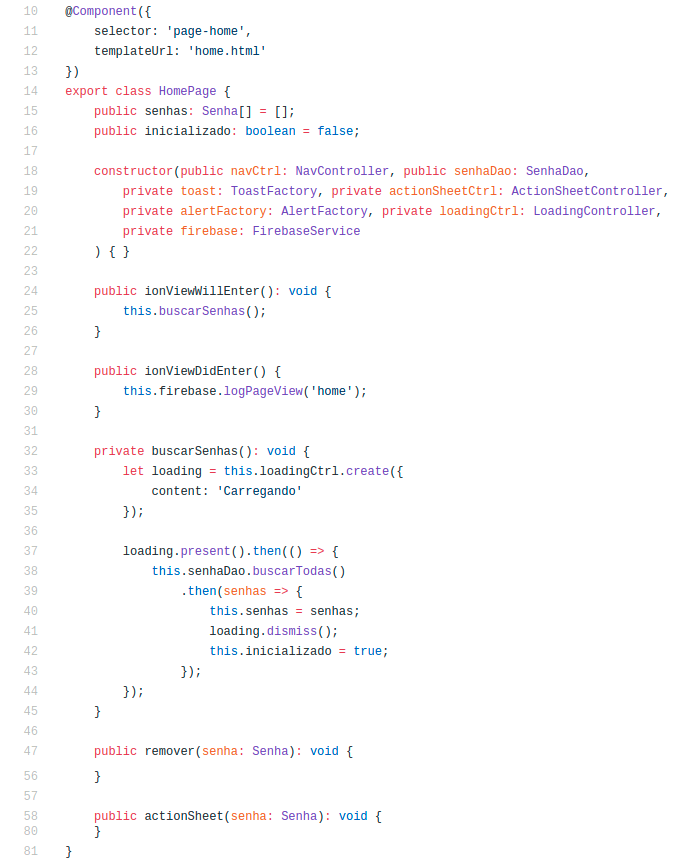 10 @Component({
11     selector: 'page-home',
12     templateUrl: 'home.html'
13 })
14 export class HomePage {
15     public senhas: Senha[] = [];
16     public inicializado: boolean = false;
17
18     constructor(public navCtrl: NavController, public senhaDao: SenhaDao,
19         private toast: ToastFactory, private actionSheetCtrl: ActionSheetController,
20         private alertFactory: AlertFactory, private loadingCtrl: LoadingController,
21         private firebase: FirebaseService
22     ) { }
23
24     public ionViewWillEnter(): void {
25         this.buscarSenhas();
26     }
27
28     public ionViewDidEnter() {
29         this.firebase.logPageView('home');
30     }
31
32     private buscarSenhas(): void {
33         let loading = this.loadingCtrl.create({
34             content: 'Carregando'
35         });
36
37         loading.present().then(() => {
38             this.senhaDao.buscarTodas()
39                 .then(senhas => {
40                     this.senhas = senhas;
41                     loading.dismiss();
42                     this.inicializado = true;
43                 });
44         });
45     }
46
47     public remover(senha: Senha): void {
56     }
57
58     public actionSheet(senha: Senha): void {
80     }
81 }